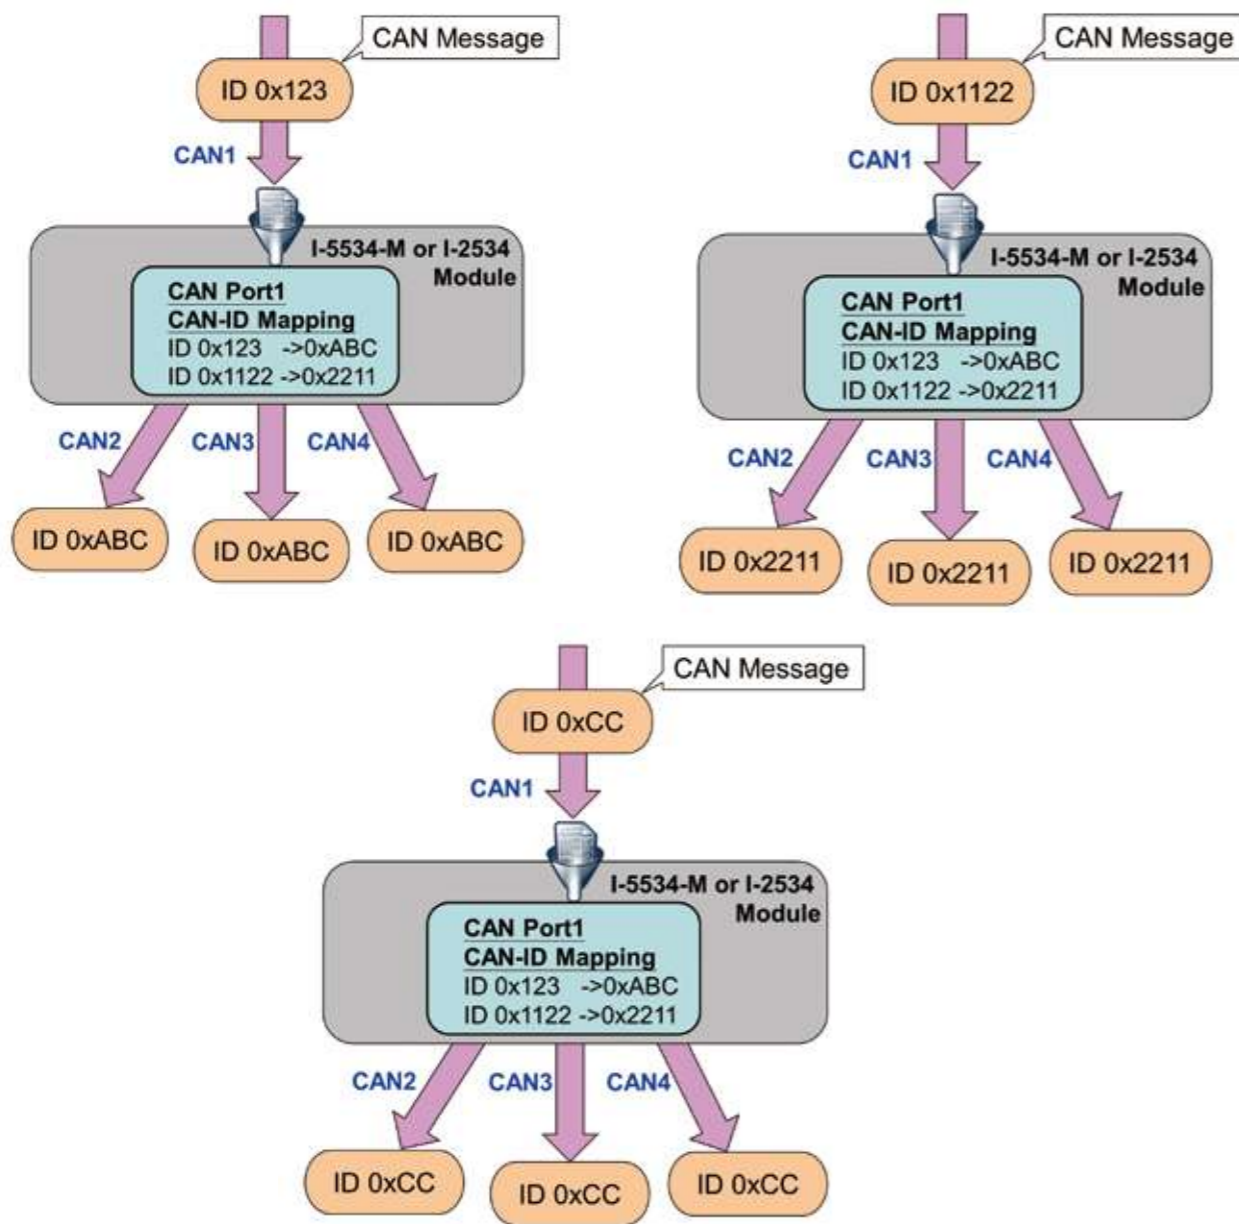 CAN Message
ID 0x123
CAN1
I-5534-M or I-2534
Module
CAN Port1
CAN-ID Mapping
ID 0x123 ->0xABC
ID 0x1122 ->0x2211
CAN2
CAN3
CAN4
ID 0xABC
ID 0xABC
ID 0xABC
CAN Message
ID 0x1122
CAN1
I-5534-M or I-2534
Module
CAN Port1
CAN-ID Mapping
ID 0x123 ->0xABC
ID 0x1122 ->0x2211
CAN2
CAN3
CAN4
ID 0x2211
ID 0x2211
ID 0x2211
CAN Message
ID 0xCC
CAN1
I-5534-M or I-2534
Module
CAN Port1
CAN-ID Mapping
ID 0x123 ->0xABC
ID 0x1122 ->0x2211
CAN2
CAN3
CAN4
ID 0xCC
ID 0xCC
ID 0xCC